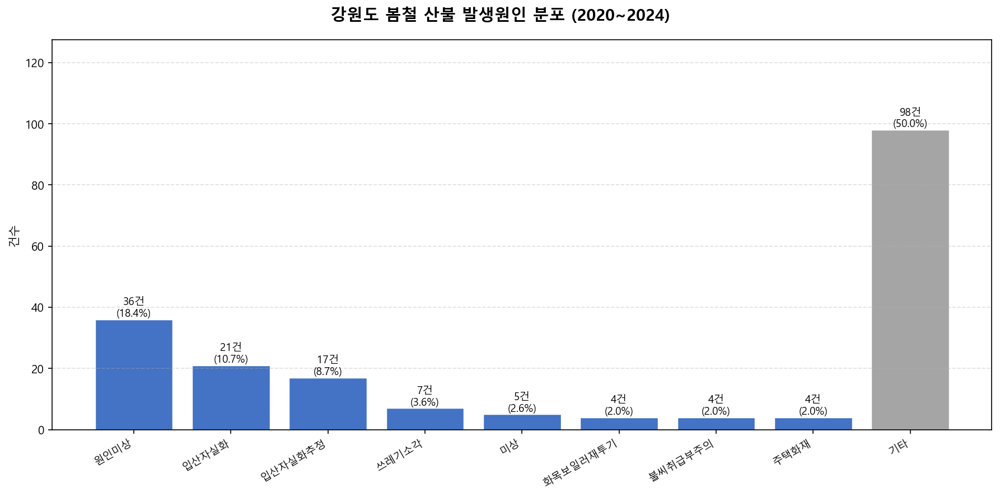 강원도 봄철 산불 발생원인 분포 (2020~2024)
건수
120
100
80
60
40
20
0
36건
(18.4%)
21건
(10.7%)
17건
(8.7%)
7건
(3.6%)
5건
(2.6%)
4건
(2.0%)
4건
(2.0%)
4건
(2.0%)
98건
(50.0%)
원인미상
입산자실화
입산자실화추정
쓰레기소각
미상
화목보일러재투기
불씨취급부주의
주택화재
기타